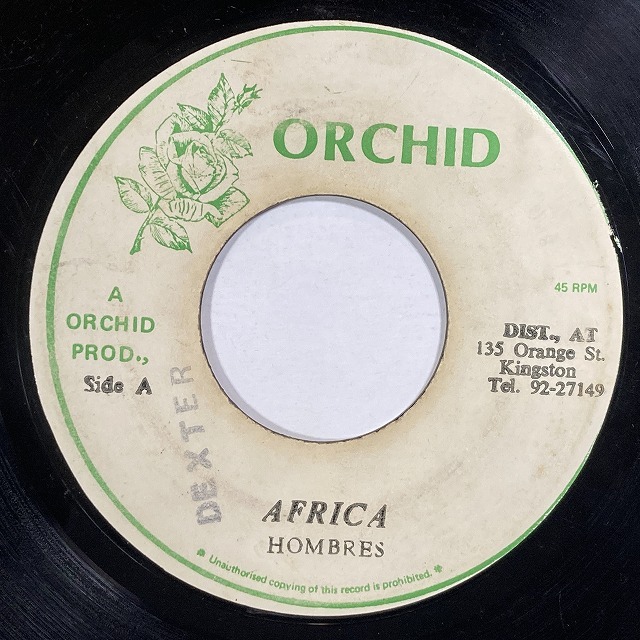 ORCHID
45 RPM
A
ORCHID
PROD.,
Side A
DIST., AT
135 Orange St.
Kingston
Tel. 92-27149
DEXTER
AFRICA
HOMBRES
Unauthorised copying of this record is prohibited.